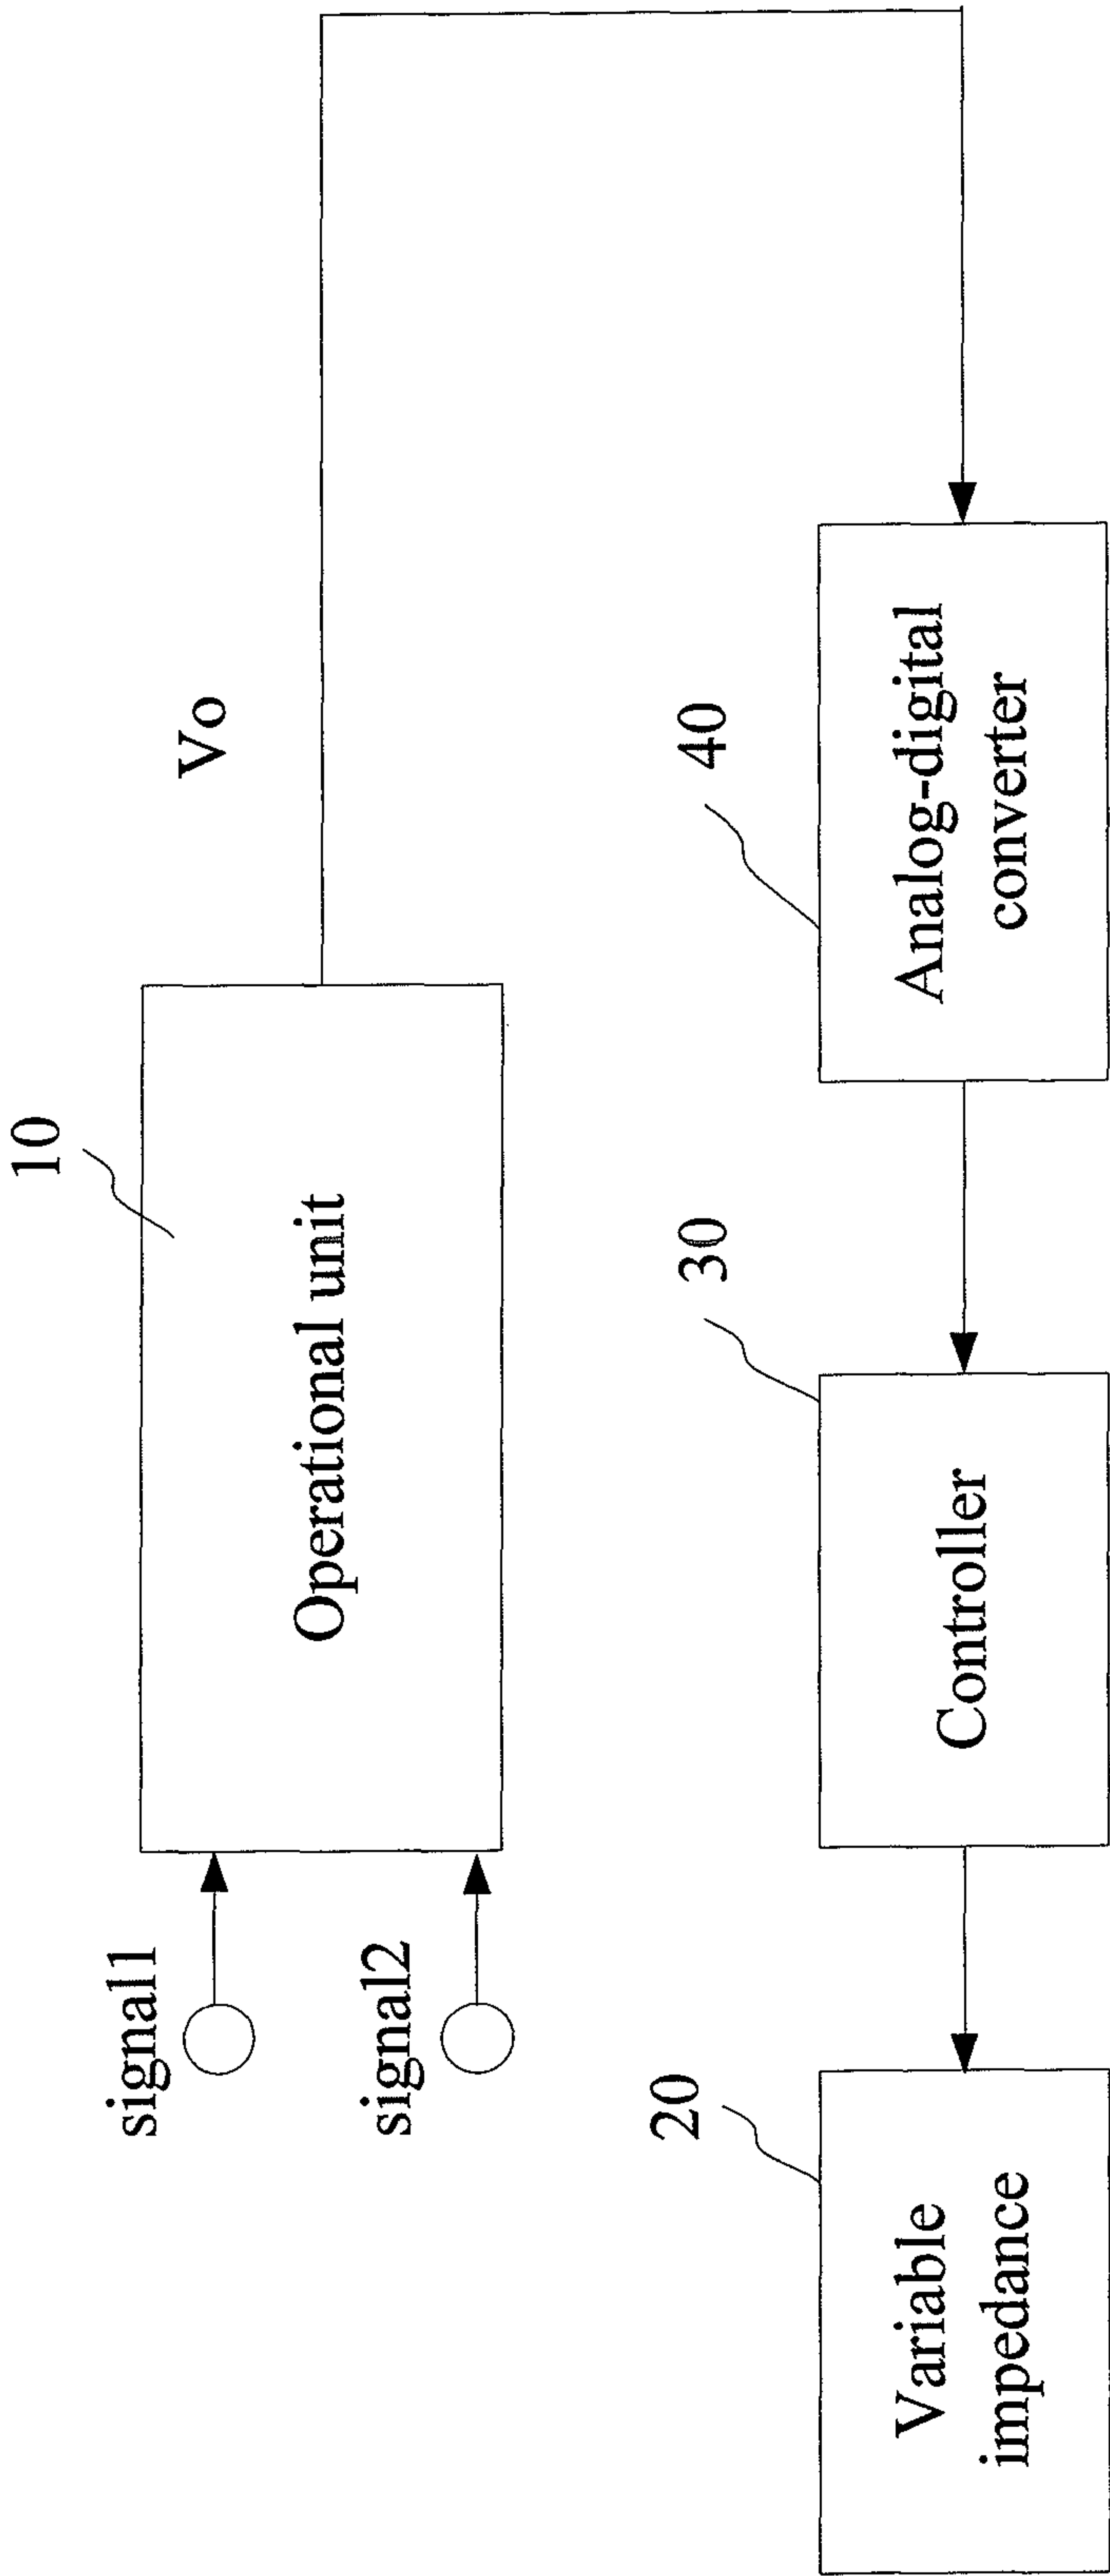 10
signal1
Operational unit
Vo
signal2
20
30
40
Variable
impedance
Controller
Analog-digital
converter